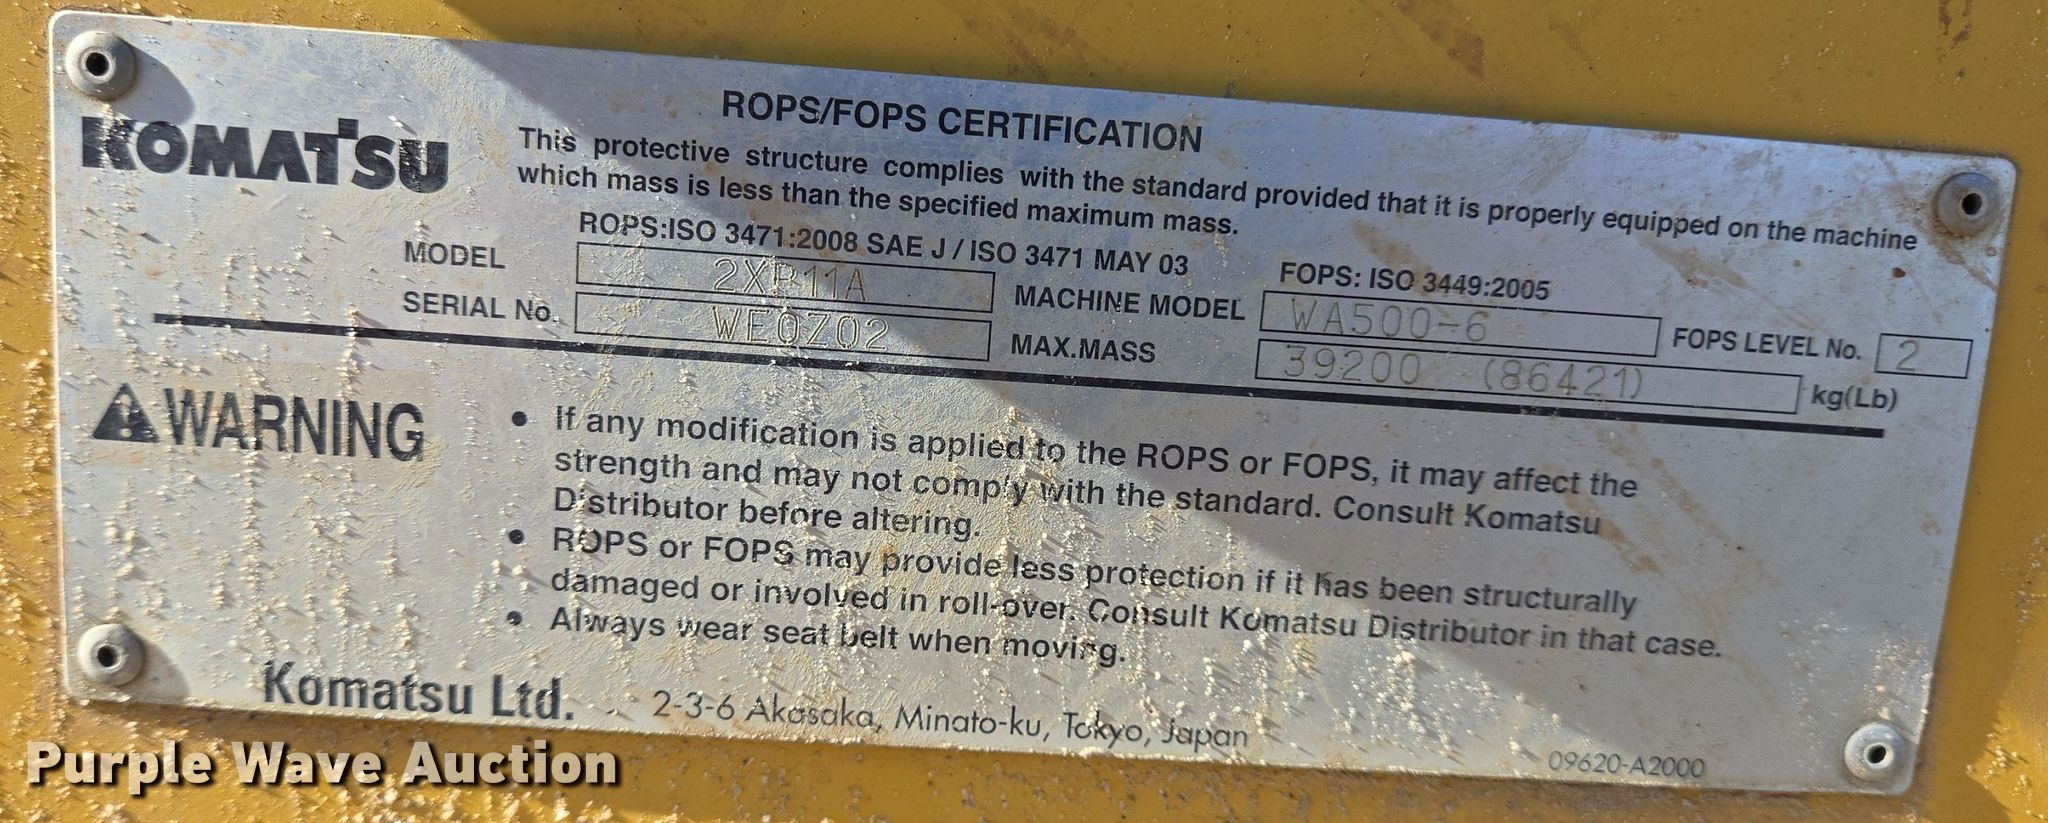 KOMATSU
ROPS/FOPS CERTIFICATION
This protective structure complies with the standard provided that it is properly equipped on the machine
which mass is less than the specified maximum mass.
ROPS:ISO 3471:2008 SAE J / ISO 3471 MAY 03 FOPS: ISO 3449:2005
MODEL 2XR11A MACHINE MODEL WA500-6 FOPS LEVEL No. 2
SERIAL No. WEQZ02 MAX.MASS 39200 (86421) kg(Lb)
WARNING
• If any modification is applied to the ROPS or FOPS, it may affect the
strength and may not comply with the standard. Consult Komatsu
Distributor before altering.
• ROPS or FOPS may provide less protection if it has been structurally
damaged or involved in roll-over. Consult Komatsu Distributor in that case.
• Always wear seat belt when moving.
Komatsu Ltd. 2-3-6 Akasaka, Minato-ku, Tokyo, Japan
09620-A2000
Purple Wave Auction